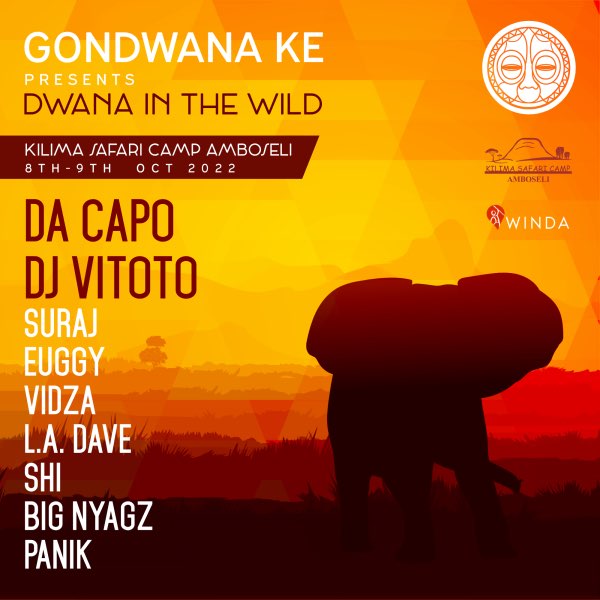 GONDWANA KE
PRESENTS
DWANA IN THE WILD
KILIMA SAFARI CAMP AMBOSELI
8TH-9TH OCT 2022
KILIMA SAFARI CAMP
AMBOSELI
WINDA
DA CAPO
DJ VITOTO
SURAJ
EUGGY
VIDZA
L.A. DAVE
SHI
BIG NYAGZ
PANIK